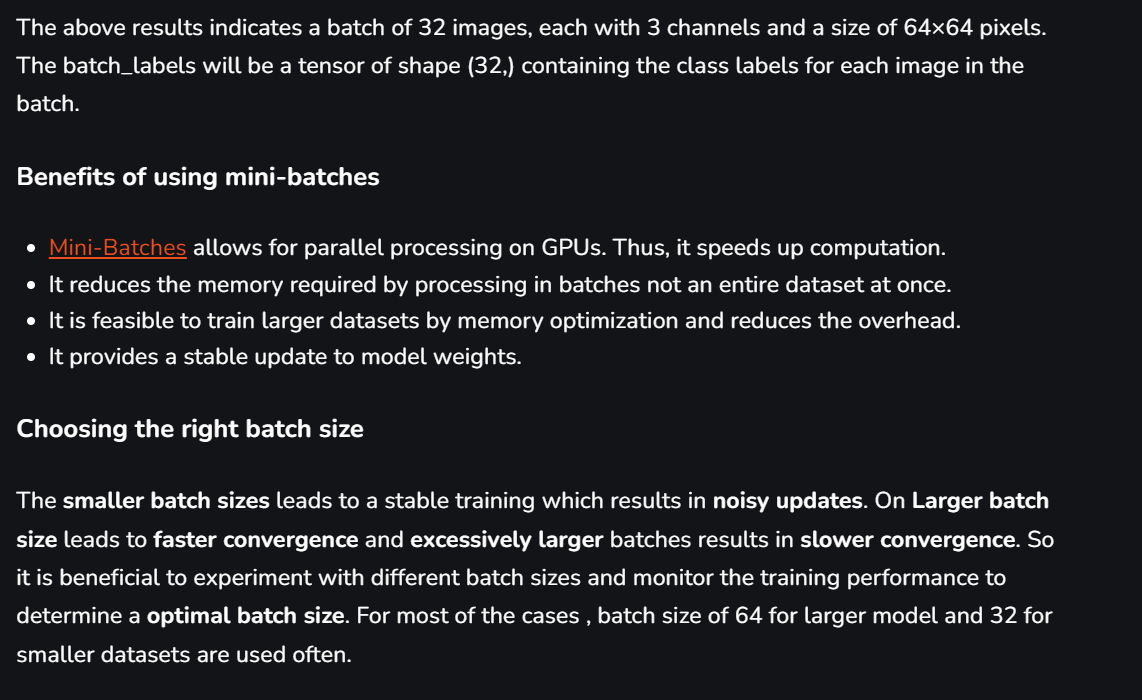 The above results indicates a batch of 32 images, each with 3 channels and a size of 64×64 pixels.
The batch_labels will be a tensor of shape (32,) containing the class labels for each image in the
batch.
Benefits of using mini-batches
• Mini-Batches allows for parallel processing on GPUs. Thus, it speeds up computation.
• It reduces the memory required by processing in batches not an entire dataset at once.
• It is feasible to train larger datasets by memory optimization and reduces the overhead.
• It provides a stable update to model weights.
Choosing the right batch size
The smaller batch sizes leads to a stable training which results in noisy updates. On Larger batch
size leads to faster convergence and excessively larger batches results in slower convergence. So
it is beneficial to experiment with different batch sizes and monitor the training performance to
determine a optimal batch size. For most of the cases , batch size of 64 for larger model and 32 for
smaller datasets are used often.